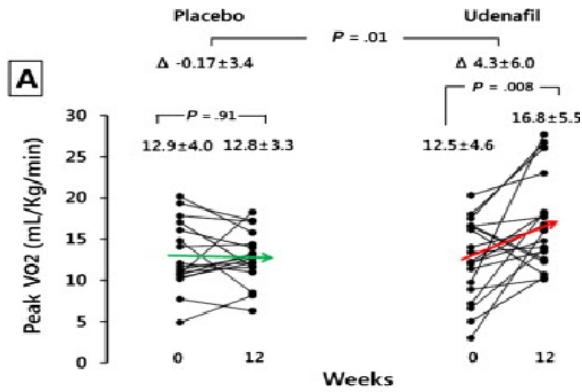 Placebo Udenafil
P = .01
Δ -0.17±3.4 Δ 4.3±6.0
A
P = .91 P = .008
12.9±4.0 12.8±3.3 12.5±4.6 16.8±5.5
Peak VO2 (mL/Kg/min)
30
25
20
15
10
5
0
0 12 0 12
Weeks